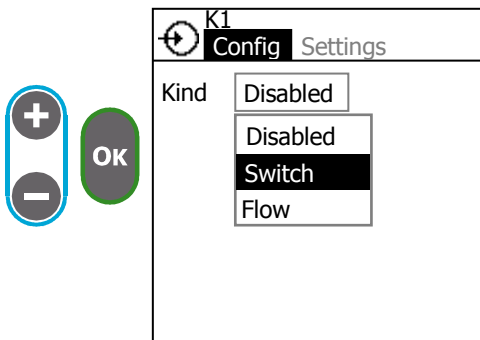 K1
Config Settings
Kind Disabled
Disabled
Switch
Flow
+
OK
−